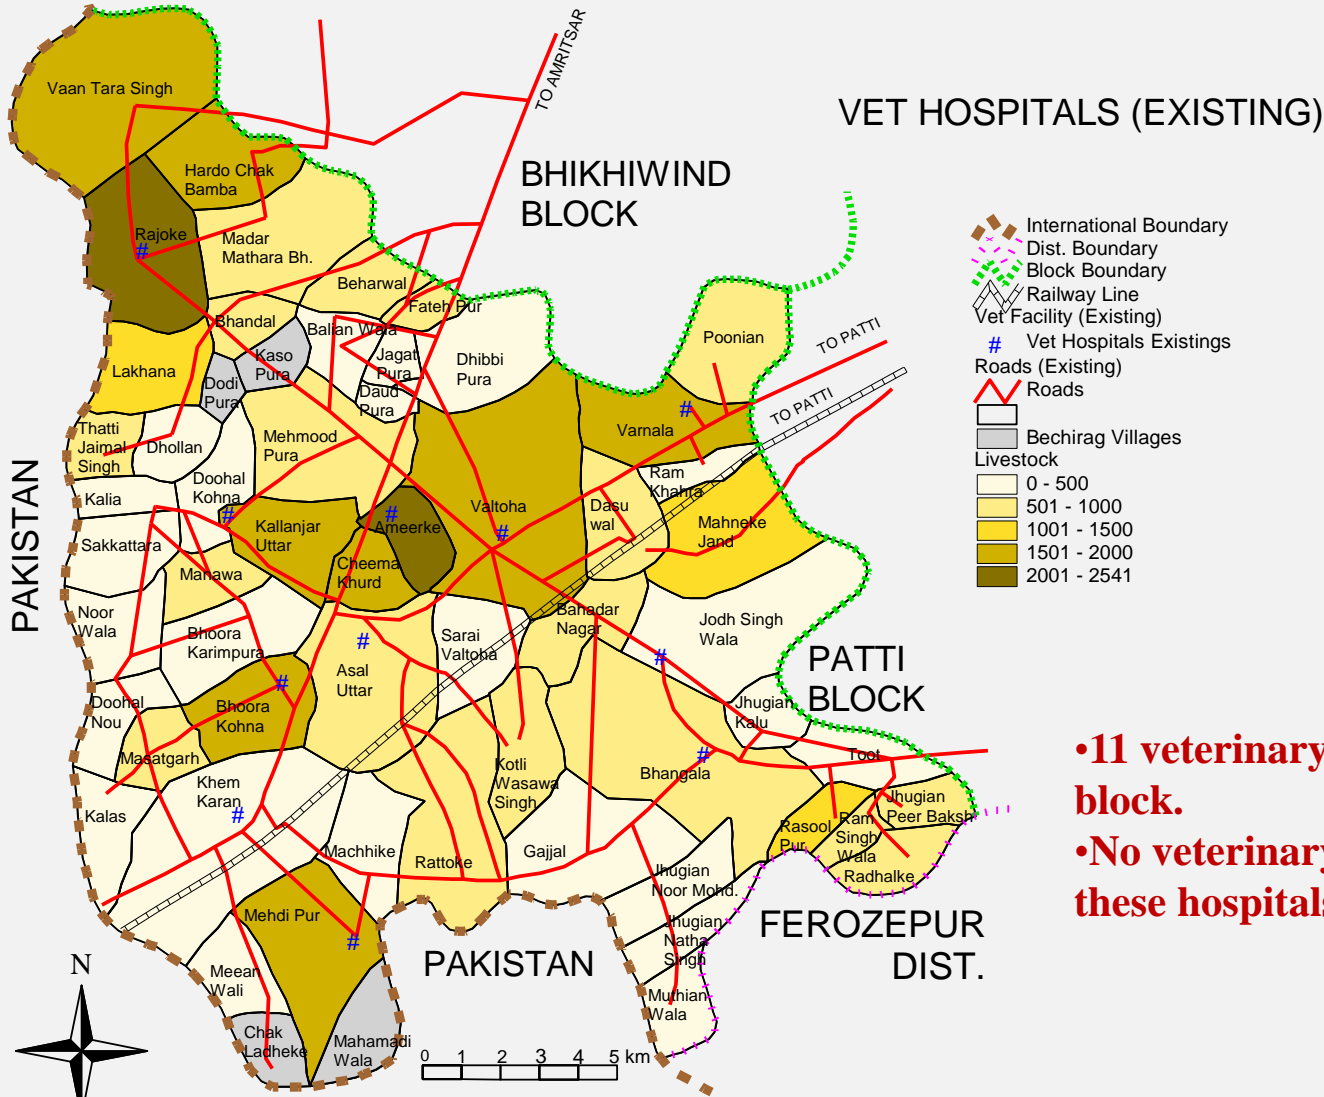 VET HOSPITALS (EXISTING)
TO AMRITSAR
BHIKHIWIND
BLOCK
International Boundary
Dist. Boundary
Block Boundary
Railway Line
Vet Facility (Existing)
# Vet Hospitals Existings
Roads (Existing)
Roads
Bechirag Villages
Livestock
0 - 500
501 - 1000
1001 - 1500
1501 - 2000
2001 - 2541
Vaan Tara Singh
Hardo Chak
Bamba
Rajoke
#
Madar
Mathara Bh.
Beharwal
Fateh Pur
Bhandal
Balian Wala
Kaso
Pura
Jagat
Pura
Dhibbi
Pura
Poonian
TO PATTI
TO PATTI
Lakhana
Dodi
Pura
Daud
Pura
#
Varnala
Thatti
Jaimal
Singh
Dhollan
Mehmood
Pura
Doohal
Kohna
Kalia
Ram
Khahra
Valtoha
#
Dasu
wal
Mahneke
Jand
#
Kallanjar
Uttar
#
Ameerke
Sakkattara
Cheema
Khurd
Manawa
PAKISTAN
Noor
Wala
Bhoora
Karimpura
Bahadar
Nagar
Sarai
Valtoha
Jodh Singh
Wala
#
Asal
Uttar
#
PATTI
BLOCK
#
Bhoora
Kohna
Doohal
Nou
Jhugian
Kalu
Masatgarh
Toot
#
Bhangala
Kotli
Wasawa
Singh
Khem
Karan
#
Kalas
Jhugian
Peer Baksh
Rasool
Pur
Ram
Singh
Wala
Radhalke
Machhike
Rattoke
Gajjal
Jhugian
Noor Mohd.
Mehdi Pur
#
Jhugian
Natha
Singh
FEROZEPUR
DIST.
PAKISTAN
Meean
Wali
Muthian
Wala
Chak
Ladheke
Mahamadi
Wala
N
0 1 2 3 4 5 km
•11 veterinary
block.
•No veterinary
these hospitals